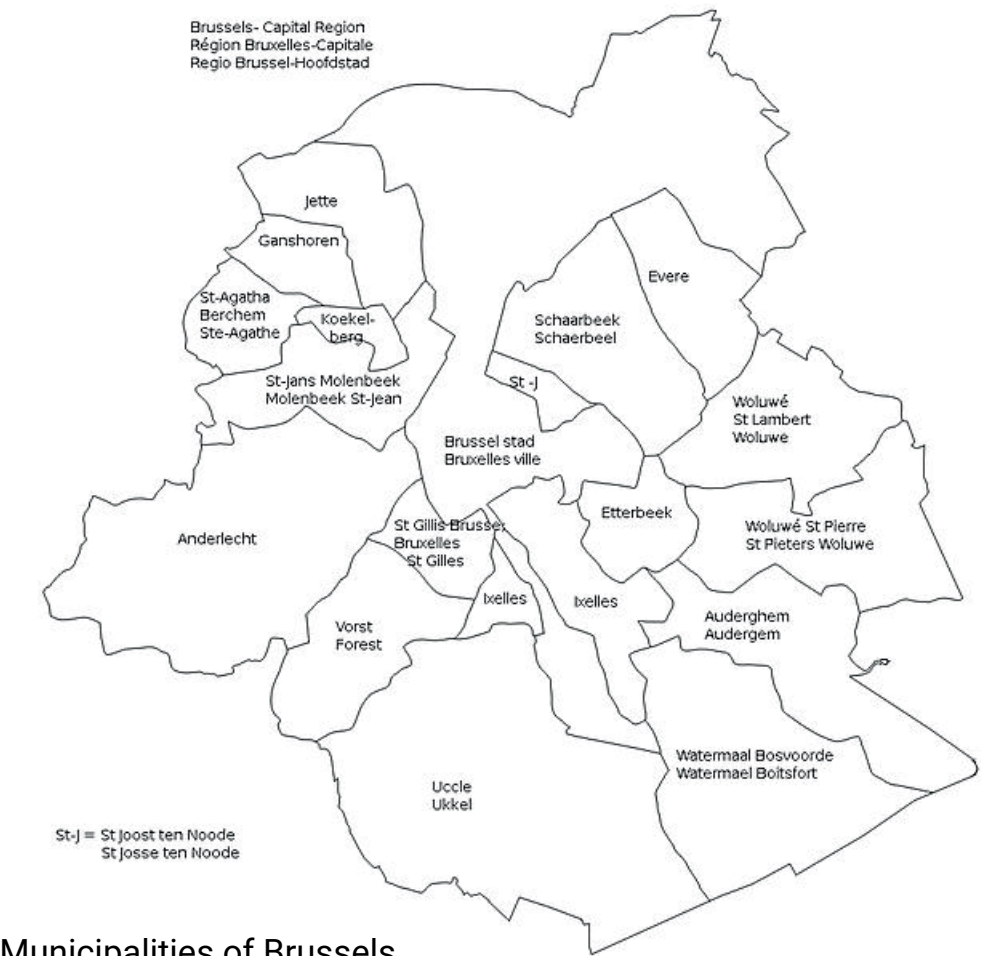 Brussels- Capital Region
Région Bruxelles-Capitale
Regio Brussel-Hoofdstad
Jette
Ganshoren
Evere
St-Agatha
Berchem
Ste-Agathe
Koekel-
berg
Schaarbeek
Schaerbeel
St-Jans Molenbeek
Molenbeek St-Jean
St -J
Woluwé
St Lambert
Woluwe
Brussel stad
Bruxelles ville
Etterbeek
St Gillis Brusse
Bruxelles
St Gilles
Woluwé St Pierre
St Pieters Woluwe
Anderlecht
Ixelles
Ixelles
Vorst
Forest
Auderghem
Audergem
Watermaal Bosvoorde
Watermael Boitsfort
Uccle
Ukkel
St-J = St Joost ten Noode
St Josse ten Noode
Municipalities of Brussels